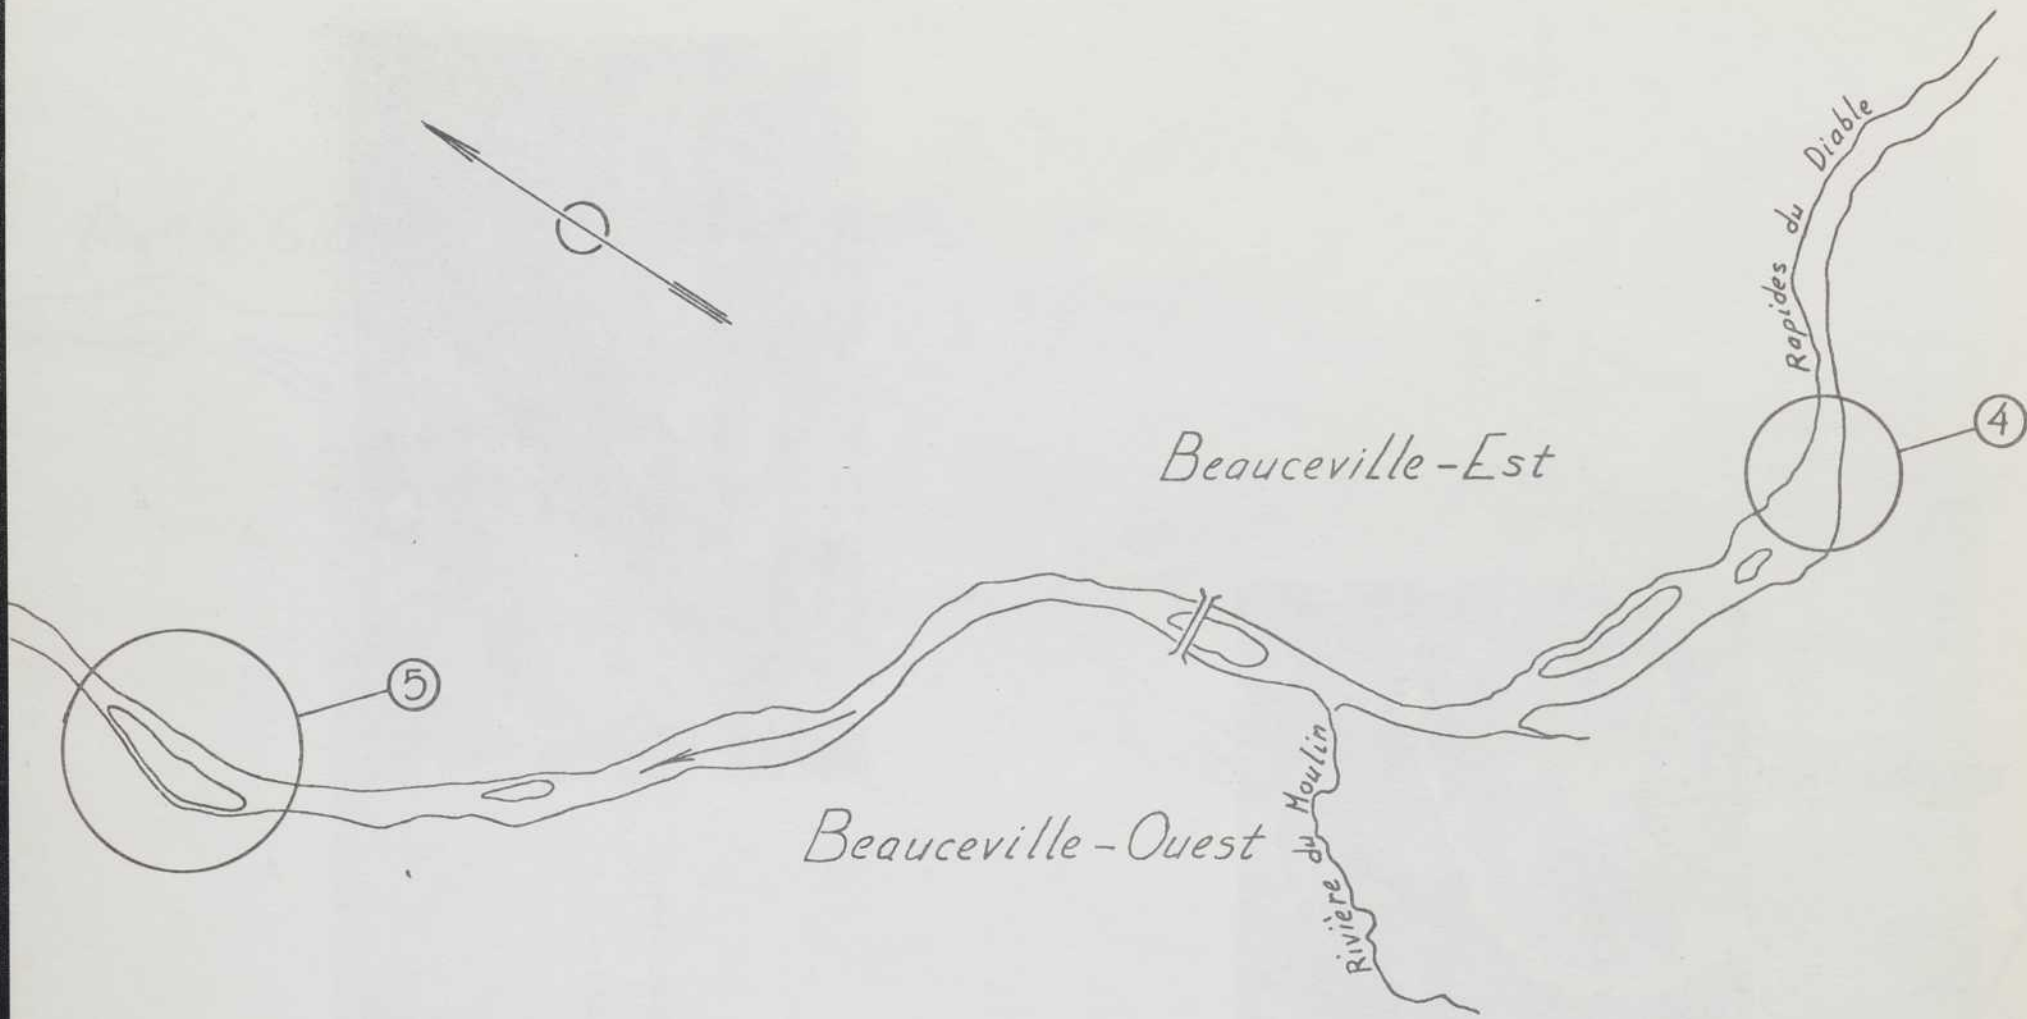 Rapides du Diable
4
Beauceville-Est
5
Beauceville-Ouest
Rivière du Moulin